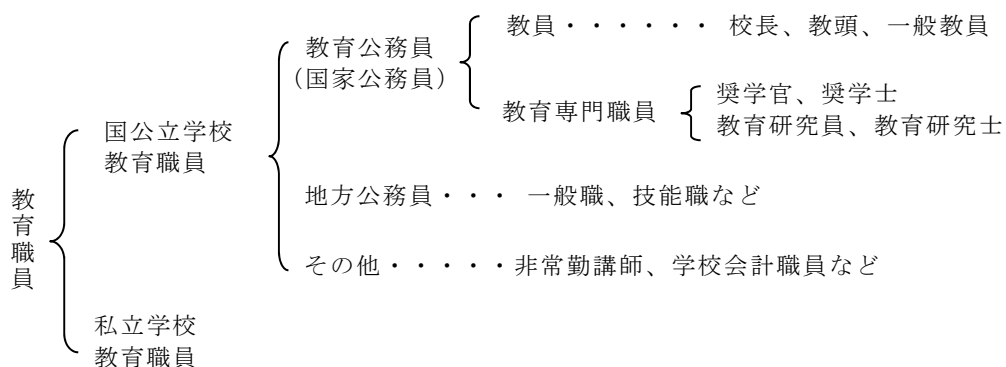 教育職員
国公立学校
教育職員
教育公務員
(国家公務員)
教員・・・・・・ 校長、教頭、一般教員
教育専門職員
奨学官、奨学士
教育研究員、教育研究士
地方公務員・・・ 一般職、技能職など
その他・・・・・非常勤講師、学校会計職員など
私立学校
教育職員